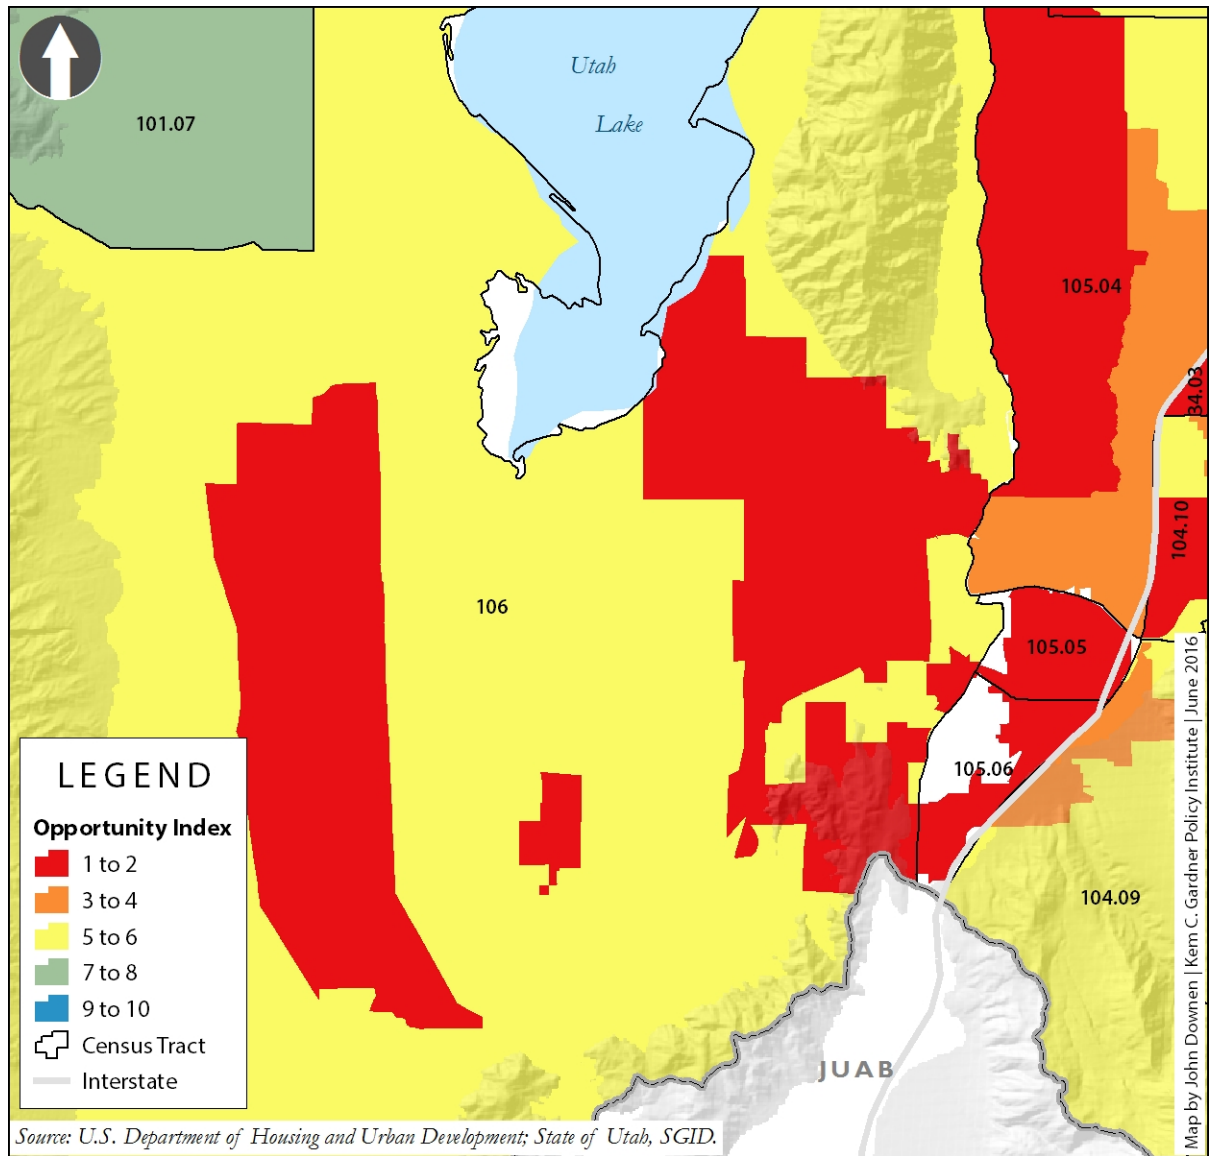 Utah
Lake
101.07
105.04
34.03
104.10
106
105.05
105.06
104.09
JUAB
LEGEND
Opportunity Index
1 to 2
3 to 4
5 to 6
7 to 8
9 to 10
Census Tract
Interstate
Source: U.S. Department of Housing and Urban Development; State of Utah, SGID.
Map by John Downen | Kem C. Gardner Policy Institute | June 2016